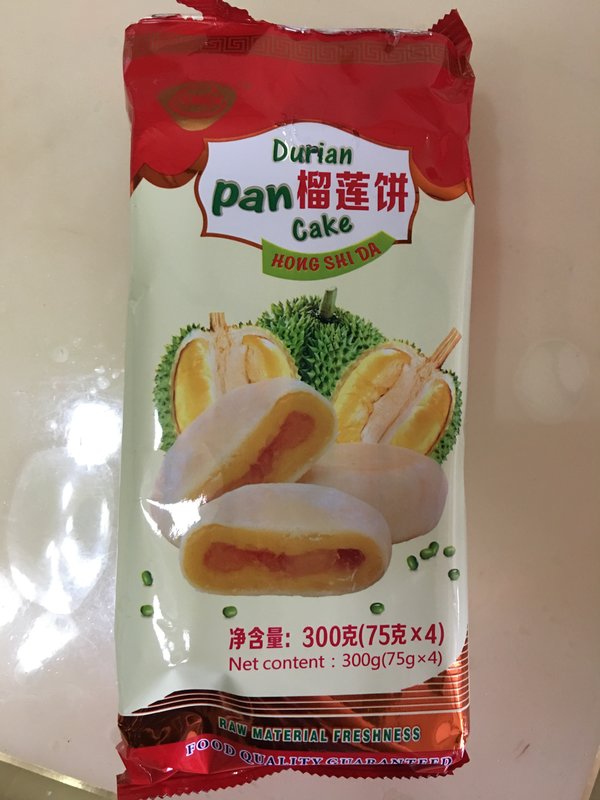 Durian
pan榴莲饼
Cake
HONG SHI DA
净含量: 300克(75克×4)
Net content : 300g(75g×4)
RAW MATERIAL FRESHNESS
FOOD QUALITY GUARANTEED